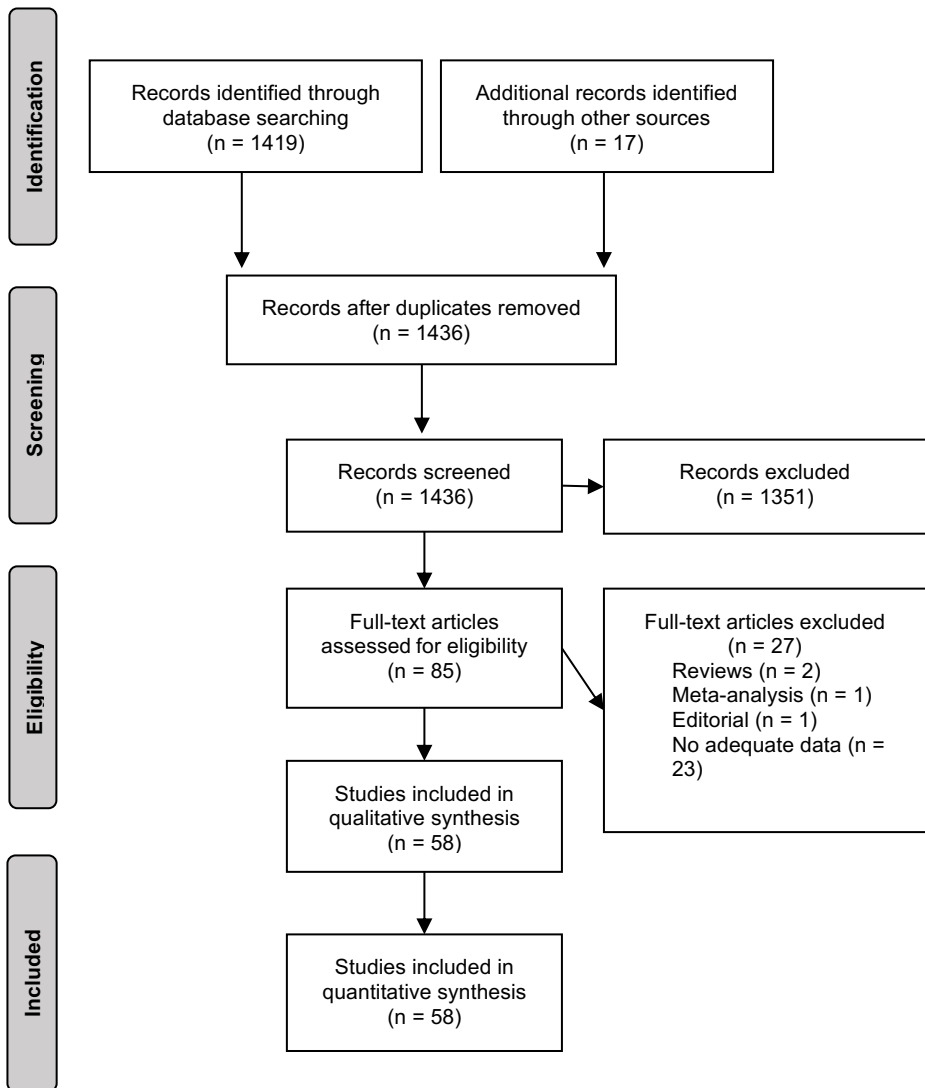 Identification
Records identified through
database searching
(n = 1419)
Additional records identified
through other sources
(n = 17)
Screening
Records after duplicates removed
(n = 1436)
Records screened
(n = 1436)
Records excluded
(n = 1351)
Eligibility
Full-text articles
assessed for eligibility
(n = 85)
Full-text articles excluded
(n = 27)
Reviews (n = 2)
Meta-analysis (n = 1)
Editorial (n = 1)
No adequate data (n =
23)
Studies included in
qualitative synthesis
(n = 58)
Included
Studies included in
quantitative synthesis
(n = 58)